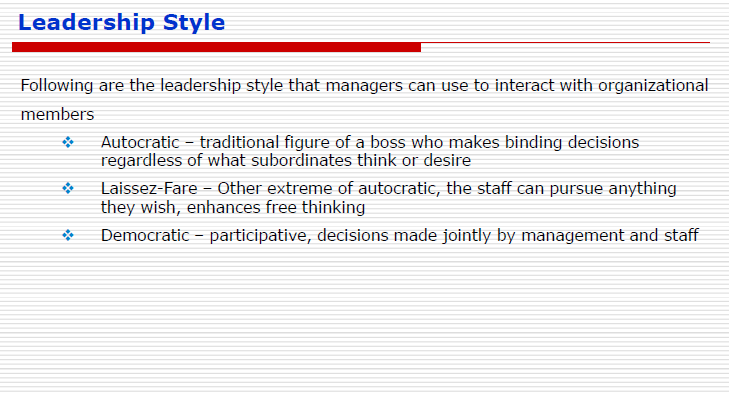 Leadership Style
Following are the leadership style that managers can use to interact with organizational
members
❖ Autocratic – traditional figure of a boss who makes binding decisions
regardless of what subordinates think or desire
❖ Laissez-Fare – Other extreme of autocratic, the staff can pursue anything
they wish, enhances free thinking
❖ Democratic – participative, decisions made jointly by management and staff